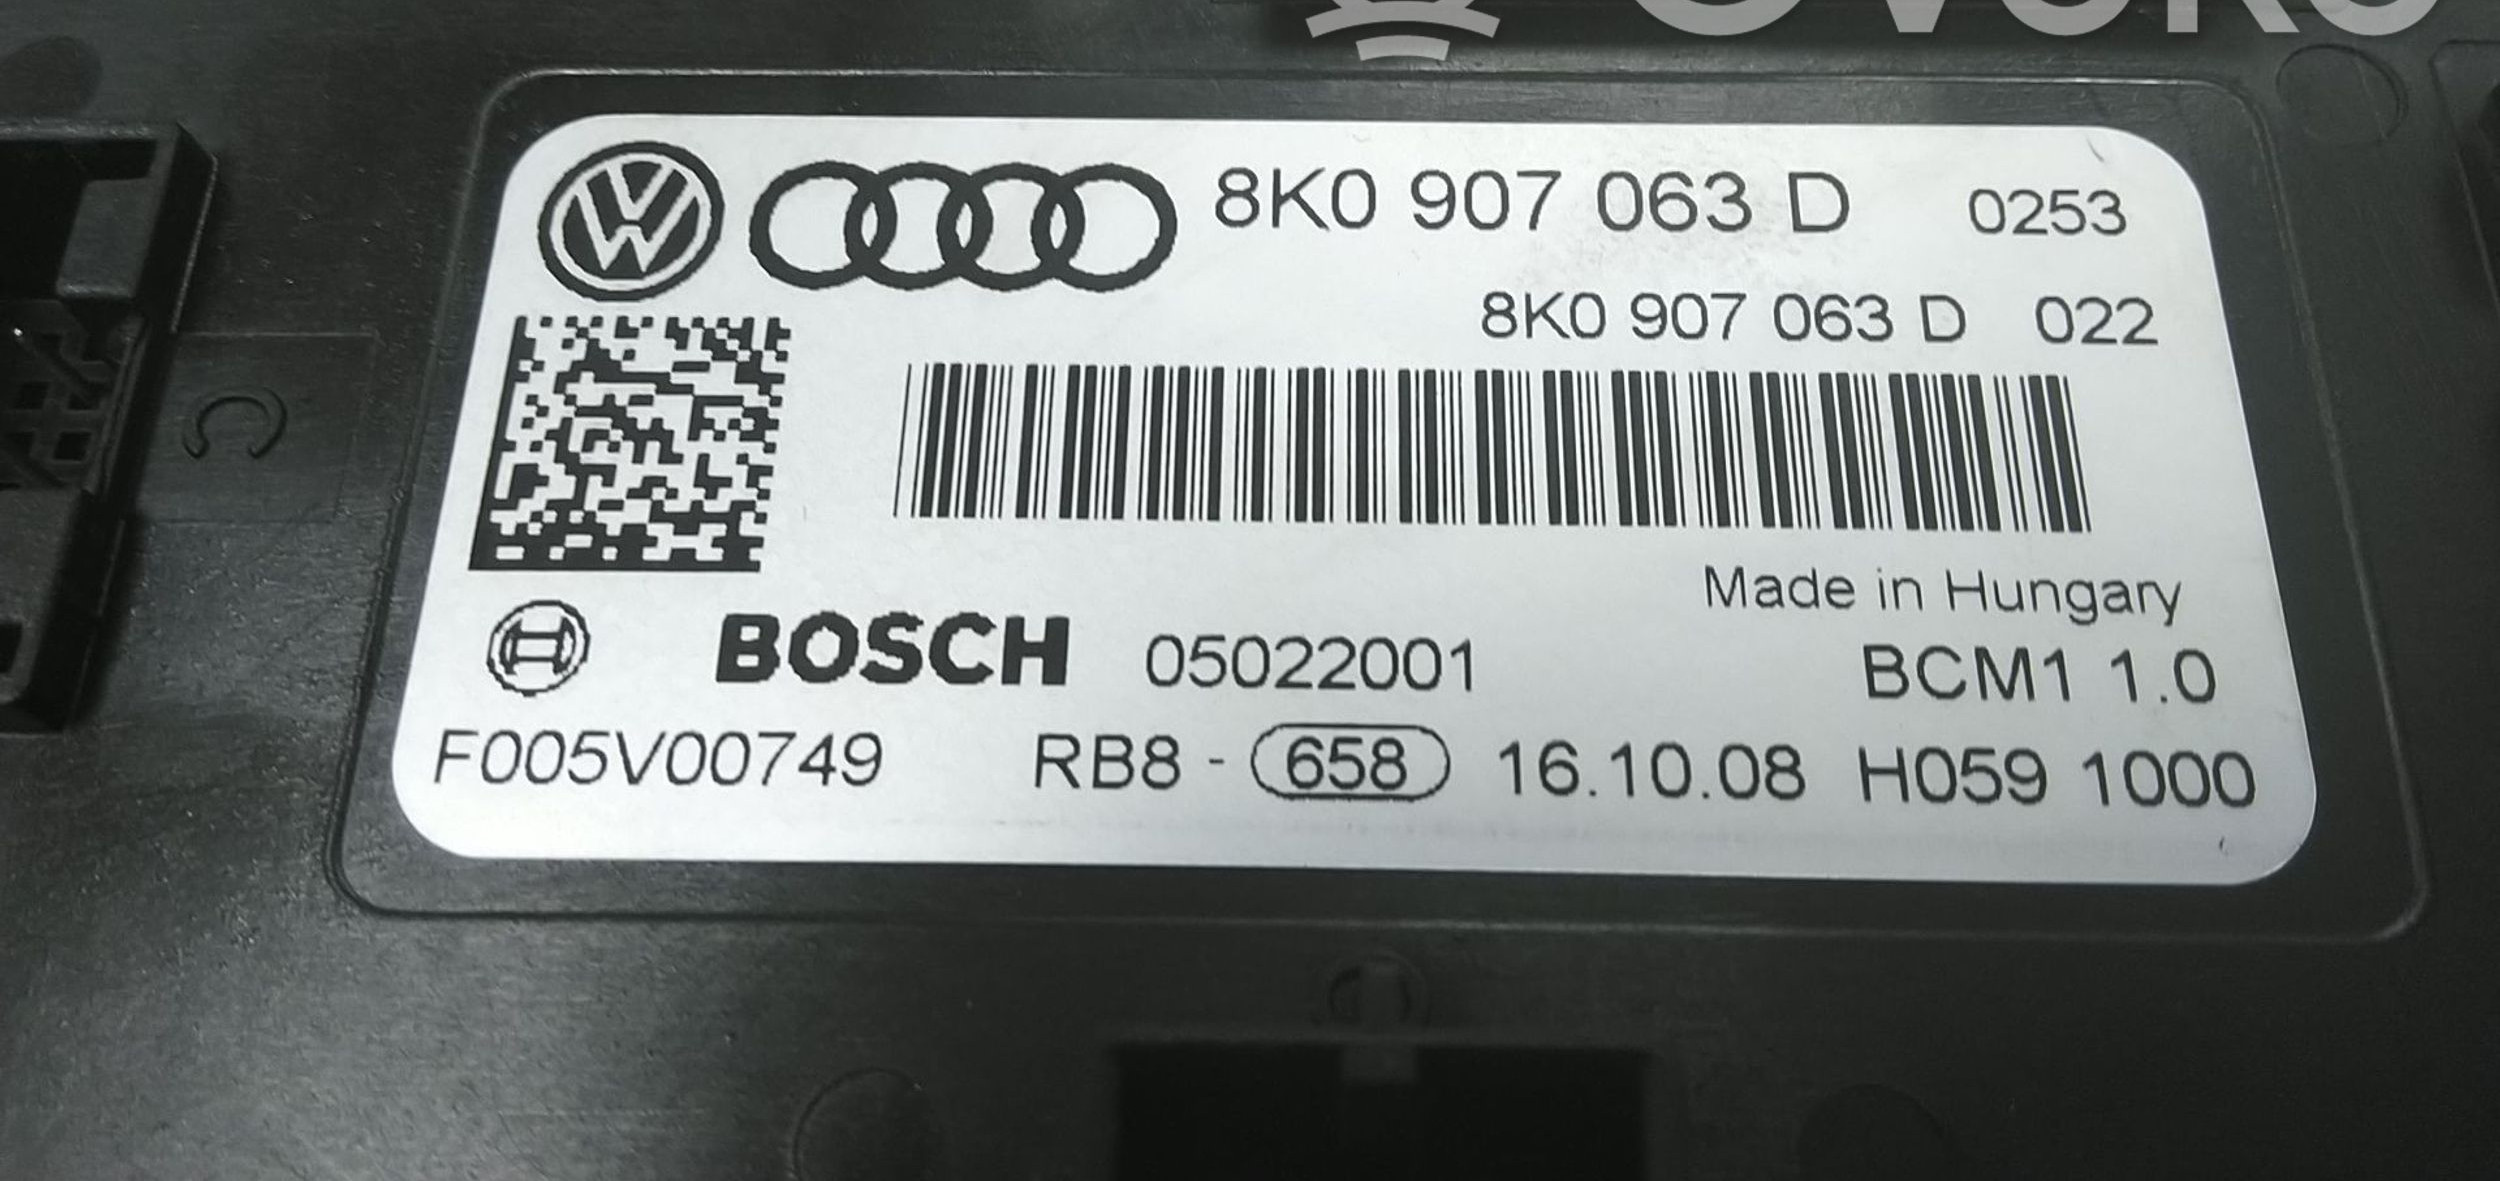 8K0 907 063 D 0253
8K0 907 063 D 022
Made in Hungary
BOSCH 05022001 BCM1 1.0
F005V00749 RB8 - 658 16.10.08 H059 1000
C